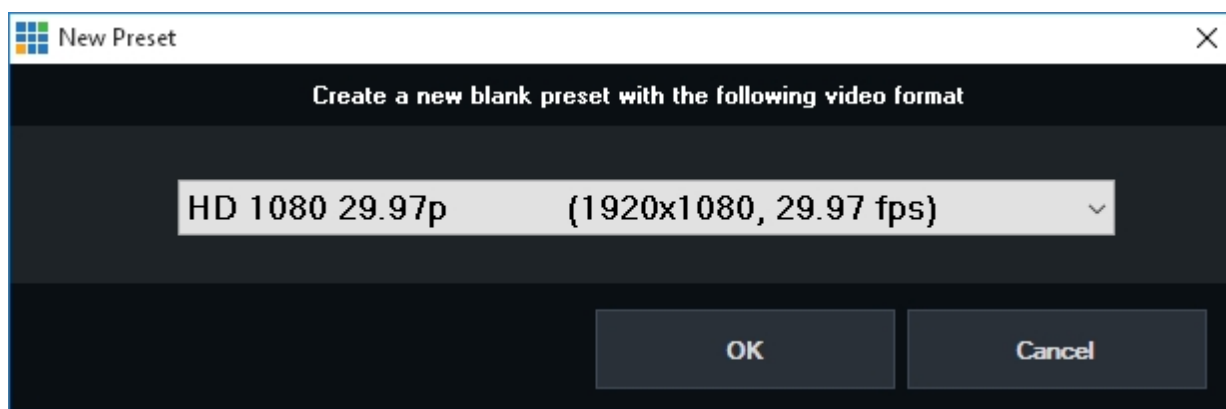 New Preset
Create a new blank preset with the following video format
HD 1080 29.97p (1920x1080, 29.97 fps)
OK Cancel